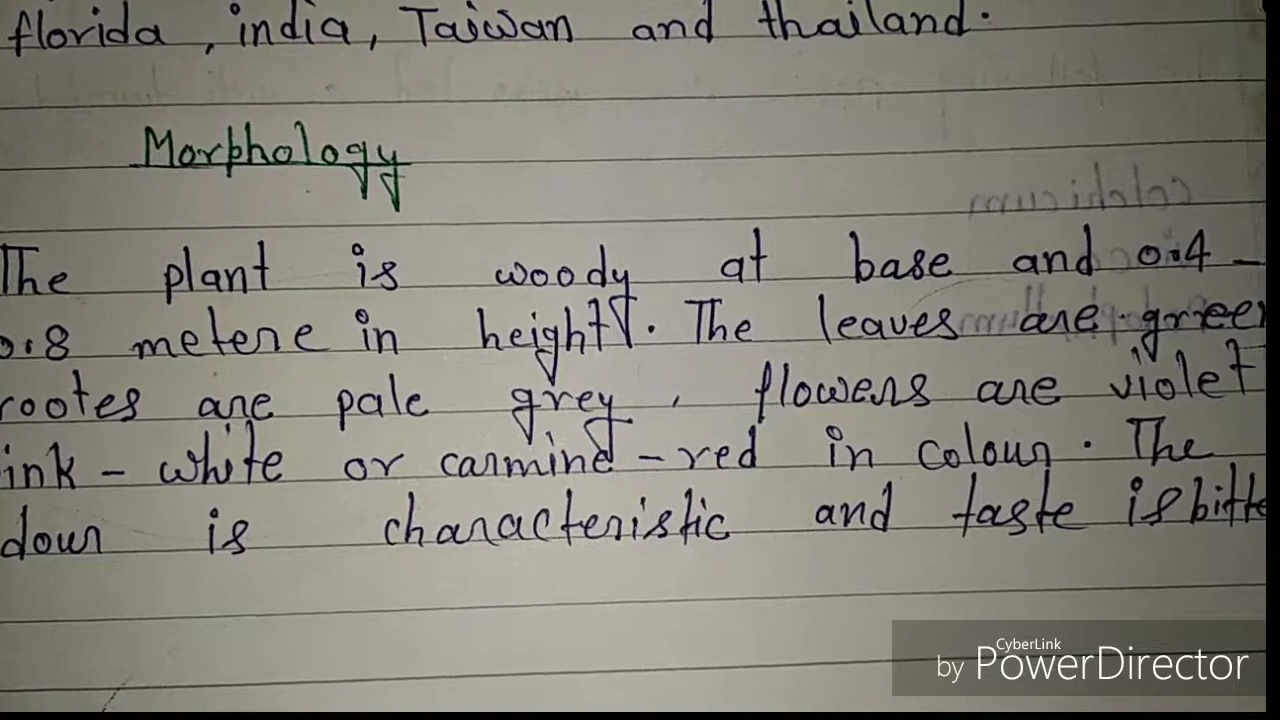 florida, india, Taiwan and thailand.
Morphology
colchicum
The plant is woody at base and 0.4 -
0.8 metere in height. The leaves are green
rootes are pale grey, flowers are violet
ink - white or carmine - red in colour. The
dour is characteristic and taste is bitte
CyberLink
by PowerDirector